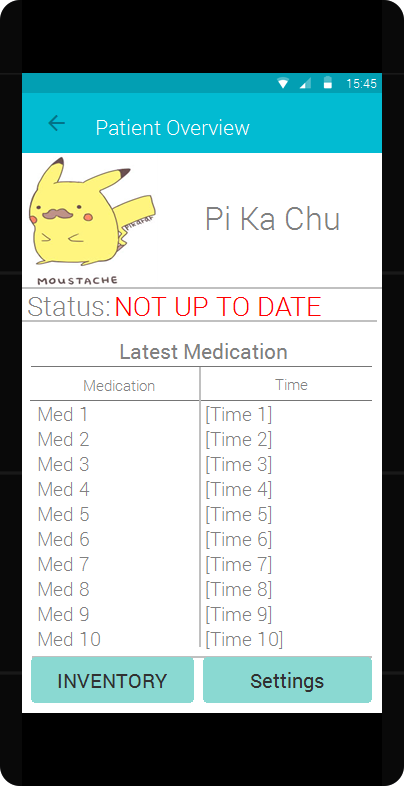 15:45
Patient Overview
Pikarar
MOUSTACHE
Pi Ka Chu
Status: NOT UP TO DATE
Latest Medication
Medication Time
Med 1 [Time 1]
Med 2 [Time 2]
Med 3 [Time 3]
Med 4 [Time 4]
Med 5 [Time 5]
Med 6 [Time 6]
Med 7 [Time 7]
Med 8 [Time 8]
Med 9 [Time 9]
Med 10 [Time 10]
INVENTORY Settings